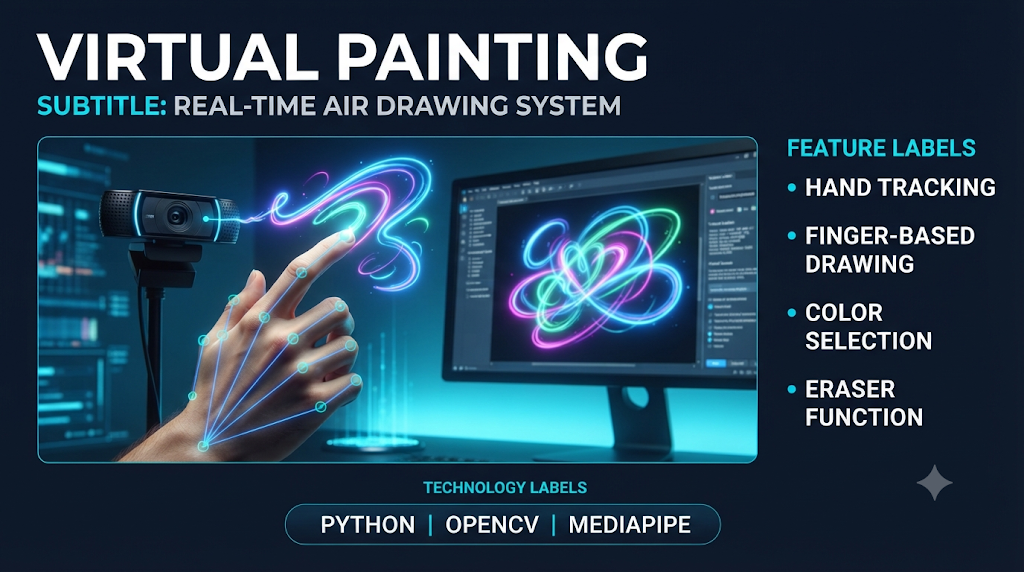 VIRTUAL PAINTING
SUBTITLE: REAL-TIME AIR DRAWING SYSTEM
FEATURE LABELS
• HAND TRACKING
• FINGER-BASED
DRAWING
• COLOR
SELECTION
• ERASER
FUNCTION
TECHNOLOGY LABELS
PYTHON | OPENCV | MEDIAPIPE